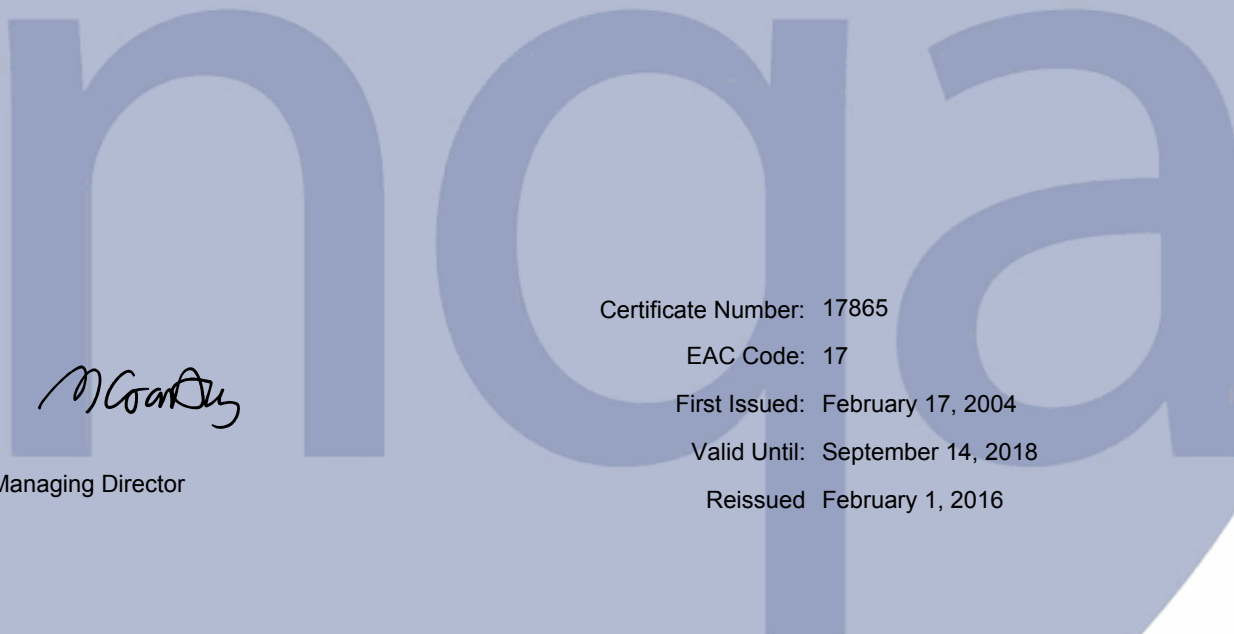 nqa
Certificate Number: 17865
EAC Code: 17
First Issued: February 17, 2004
Valid Until: September 14, 2018
Managing Director
Reissued February 1, 2016